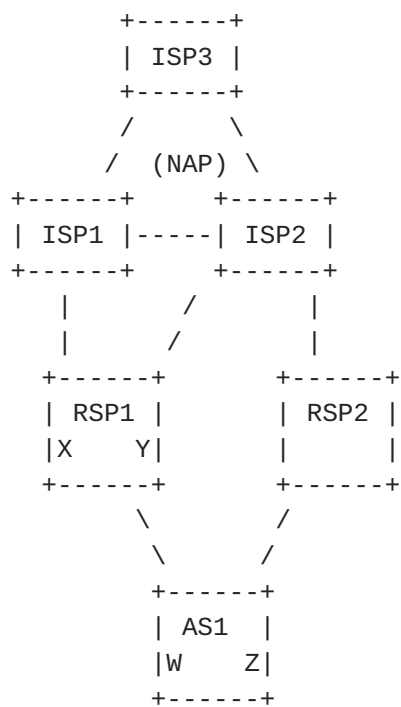 ISP3
(NAP)
ISP1 ISP2
RSP1 RSP2
X Y
AS1
W Z